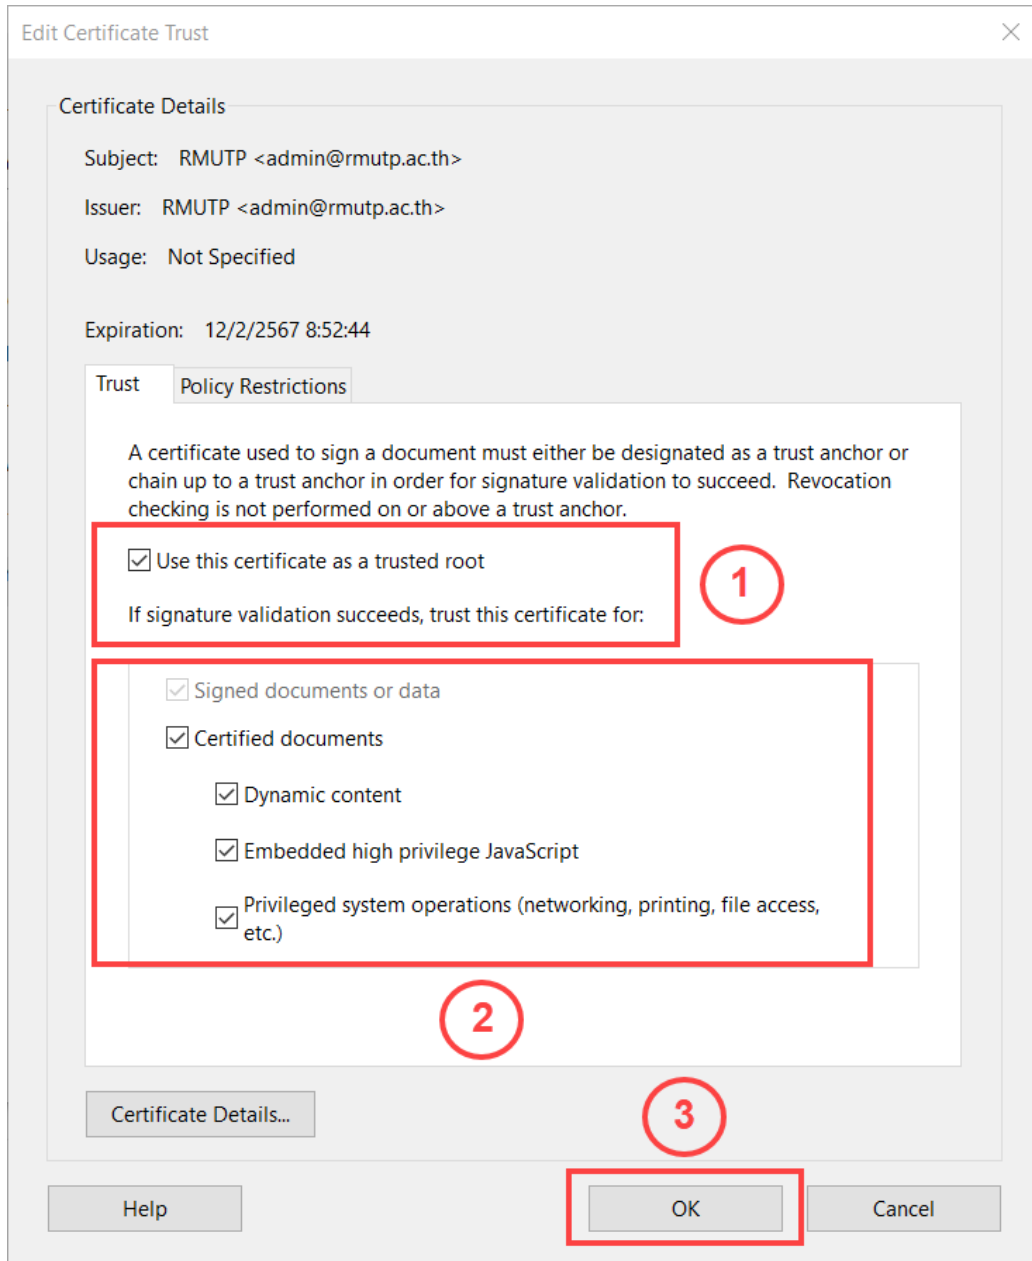 Edit Certificate Trust
Certificate Details
Subject: RMUTP <admin@rmutp.ac.th>
Issuer: RMUTP <admin@rmutp.ac.th>
Usage: Not Specified
Expiration: 12/2/2567 8:52:44
Trust
Policy Restrictions
A certificate used to sign a document must either be designated as a trust anchor or
chain up to a trust anchor in order for signature validation to succeed. Revocation
checking is not performed on or above a trust anchor.
Use this certificate as a trusted root
1
If signature validation succeeds, trust this certificate for:
Signed documents or data
Certified documents
Dynamic content
Embedded high privilege JavaScript
Privileged system operations (networking, printing, file access,
etc.)
2
Certificate Details...
3
Help
OK
Cancel